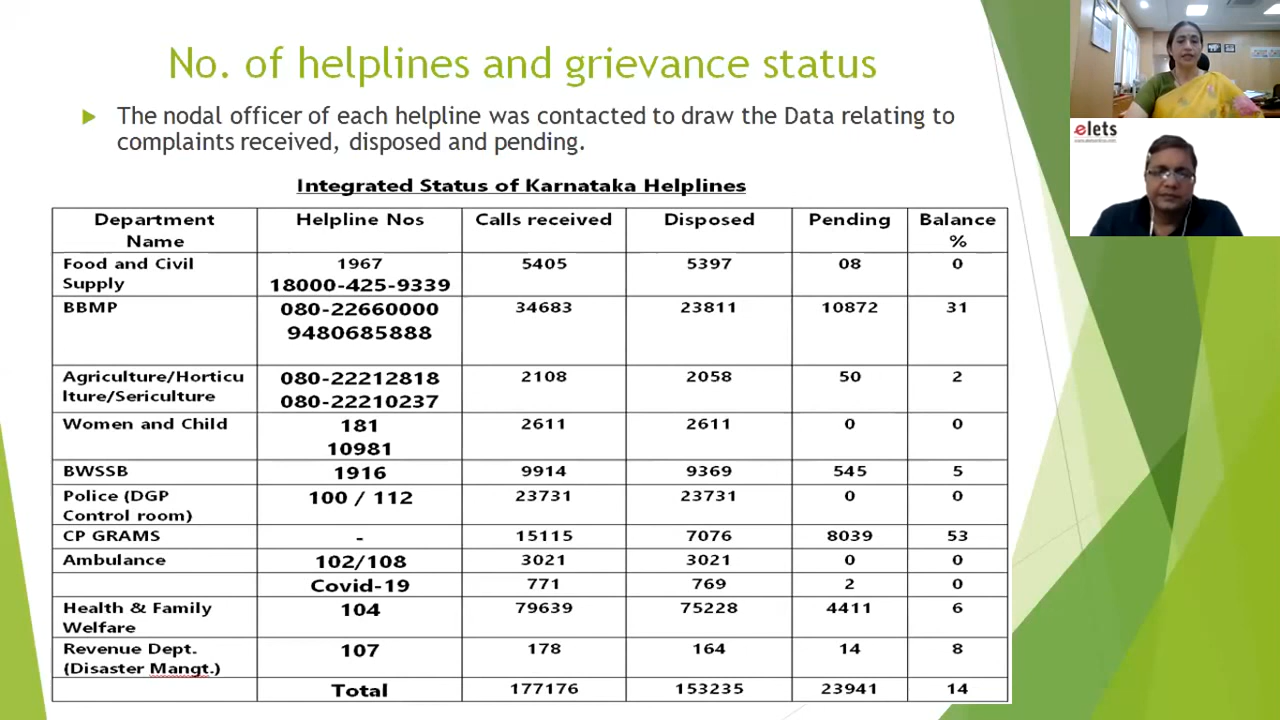 No. of helplines and grievance status
The nodal officer of each helpline was contacted to draw the Data relating to
complaints received, disposed and pending.
Integrated Status of Karnataka Helplines
Department Name Helpline Nos Calls received Disposed Pending Balance %
Food and Civil Supply 1967 18000-425-9339 5405 5397 08 0
BBMP 080-22660000 9480685888 34683 23811 10872 31
Agriculture/Horticulture/Sericulture 080-22212818 080-22210237 2108 2058 50 2
Women and Child 181 10981 2611 2611 0 0
BWSSB 1916 9914 9369 545 5
Police (DGP Control room) 100 / 112 23731 23731 0 0
CP GRAMS - 15115 7076 8039 53
Ambulance 102/108 3021 3021 0 0
Covid-19 771 769 2 0
Health & Family Welfare 104 79639 75228 4411 6
Revenue Dept. (Disaster Mangt.) 107 178 164 14 8
Total 177176 153235 23941 14
elets